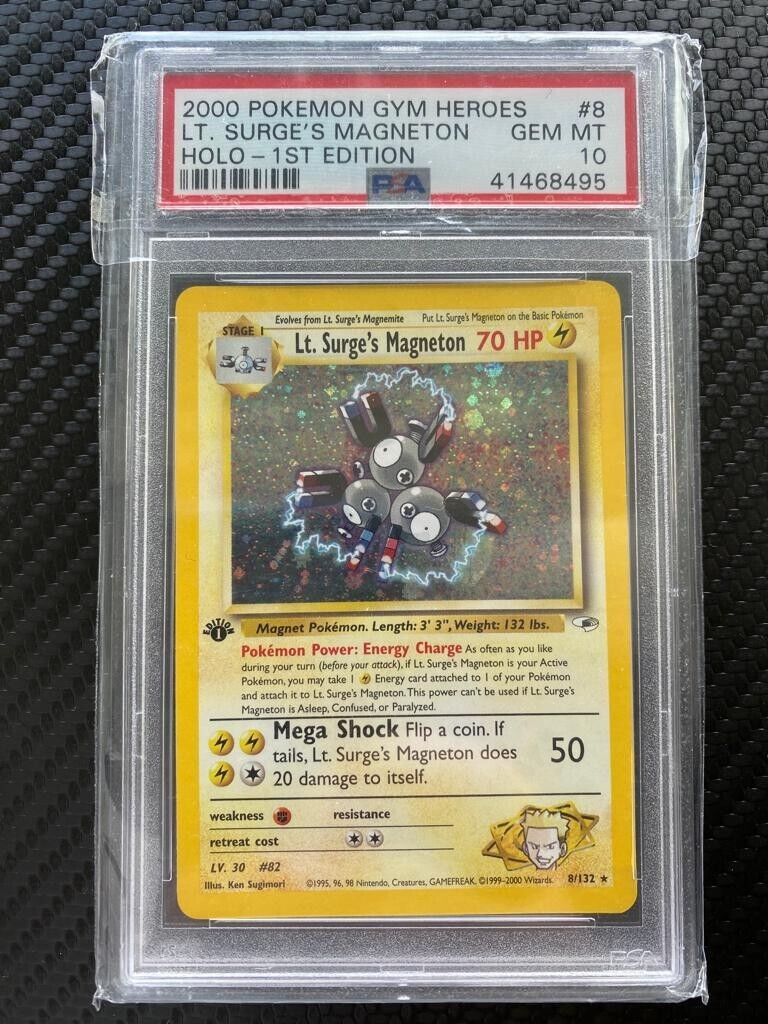 2000 POKEMON GYM HEROES #8
LT. SURGE'S MAGNETON GEM MT
HOLO – 1ST EDITION 10
PSA 41468495
Evolves from Lt. Surge's Magnemite Put Lt. Surge's Magneton on the Basic Pokémon
STAGE 1
Lt. Surge's Magneton 70 HP
EDITION
1
Magnet Pokémon. Length: 3' 3", Weight: 132 lbs.
Pokémon Power: Energy Charge As often as you like
during your turn (before your attack), if Lt. Surge's Magneton is your Active
Pokémon, you may take 1 Energy card attached to 1 of your Pokémon
and attach it to Lt. Surge's Magneton. This power can't be used if Lt. Surge's
Magneton is Asleep, Confused, or Paralyzed.
Mega Shock Flip a coin. If
tails, Lt. Surge's Magneton does 50
20 damage to itself.
weakness resistance
retreat cost
LV. 30 #82
Illus. Ken Sugimori ©1995, 96, 98 Nintendo, Creatures, GAMEFREAK. ©1999-2000 Wizards. 8/132 ★
PSA